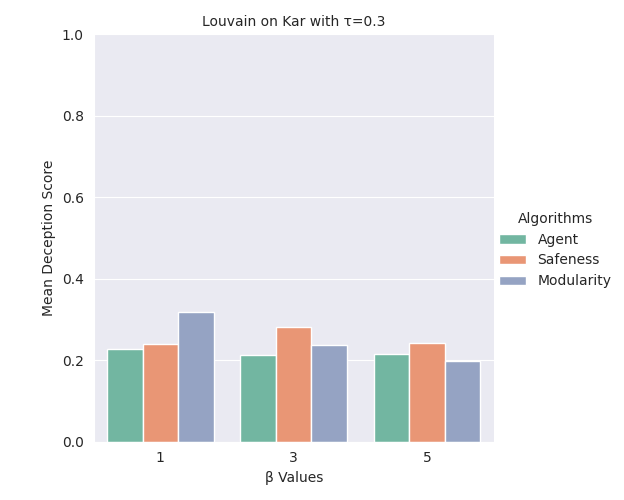 Louvain on Kar with τ=0.3
1.0
0.8
0.6
0.4
0.2
0.0
Mean Deception Score
1 3 5
β Values
Algorithms
Agent
Safeness
Modularity